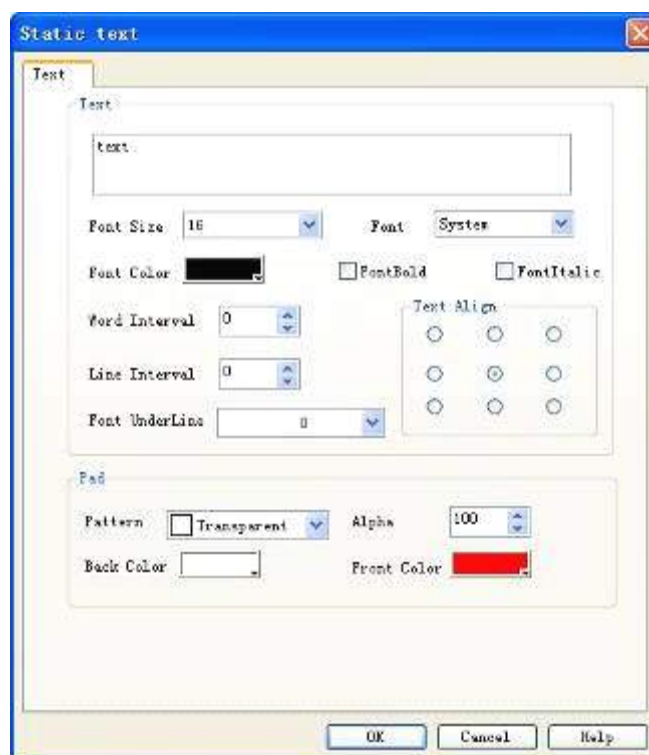 Static text
Text
Text
text
Font Size 16 Font System
Font Color FontBold FontItalic
Word Interval 0 Text Align
Line Interval 0
Font UnderLine 0
Pad
Pattern Transparent Alpha 100
Back Color Front Color
OK Cancel Help